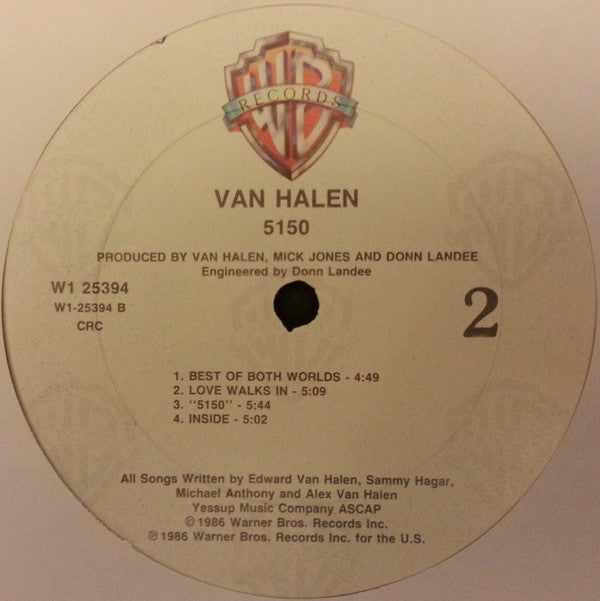 WB
RECORDS
VAN HALEN
5150
PRODUCED BY VAN HALEN, MICK JONES AND DONN LANDEE
Engineered by Donn Landee
W1 25394
W1-25394 B
CRC
2
1. BEST OF BOTH WORLDS - 4:49
2. LOVE WALKS IN - 5:09
3. "5150" - 5:44
4. INSIDE - 5:02
All Songs Written by Edward Van Halen, Sammy Hagar,
Michael Anthony and Alex Van Halen
Yessup Music Company ASCAP
©1986 Warner Bros. Records Inc.
℗1986 Warner Bros. Records Inc. for the U.S.